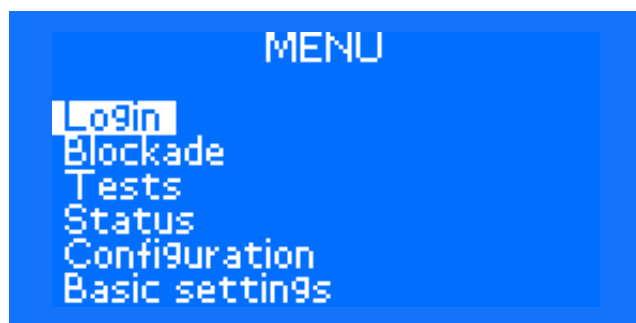 MENU
Login
Blockade
Tests
Status
Configuration
Basic settings